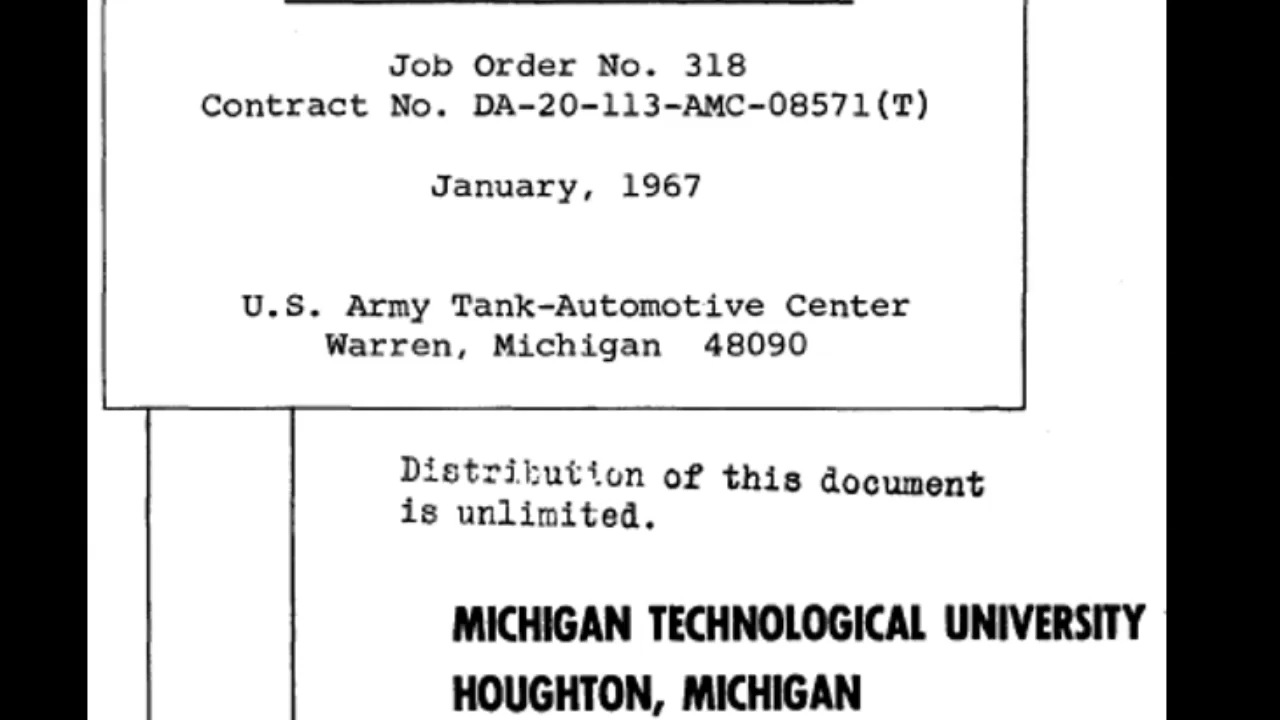 Job Order No. 318
Contract No. DA-20-113-AMC-08571(T)
January, 1967
U.S. Army Tank-Automotive Center
Warren, Michigan 48090
Distribution of this document
is unlimited.
MICHIGAN TECHNOLOGICAL UNIVERSITY
HOUGHTON, MICHIGAN